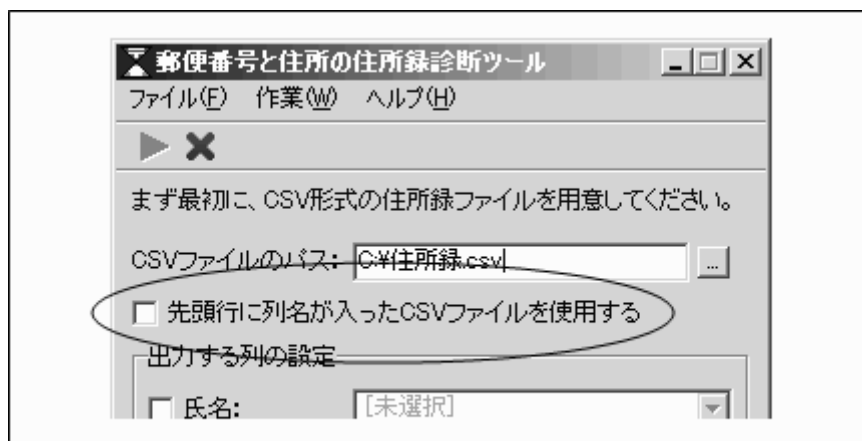 郵便番号と住所の住所録診断ツール
ファイル(F) 作業(W) ヘルプ(H)
まず最初に、CSV形式の住所録ファイルを用意してください。
CSVファイルのパス: C:¥住所録.csv ...
先頭行に列名が入ったCSVファイルを使用する
出力する列の設定
氏名: [未選択]